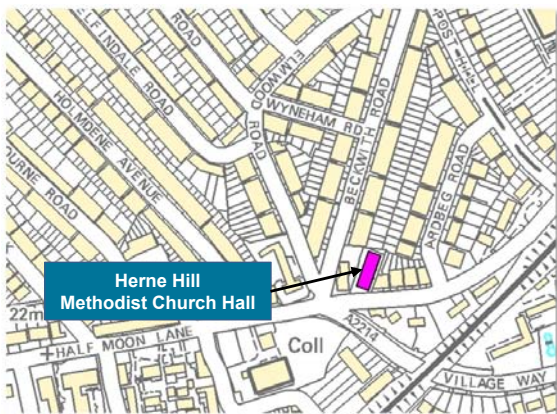 ELFINDALE ROAD
ELMWOOD
ROAD
WYNEHAM RD
BECKWITH ROAD
HOLMDENE AVENUE
ARDBEG ROAD
OURNE ROAD
Herne Hill
Methodist Church Hall
22m
HALF MOON LANE
Coll
A2214
VILLAGE WAY